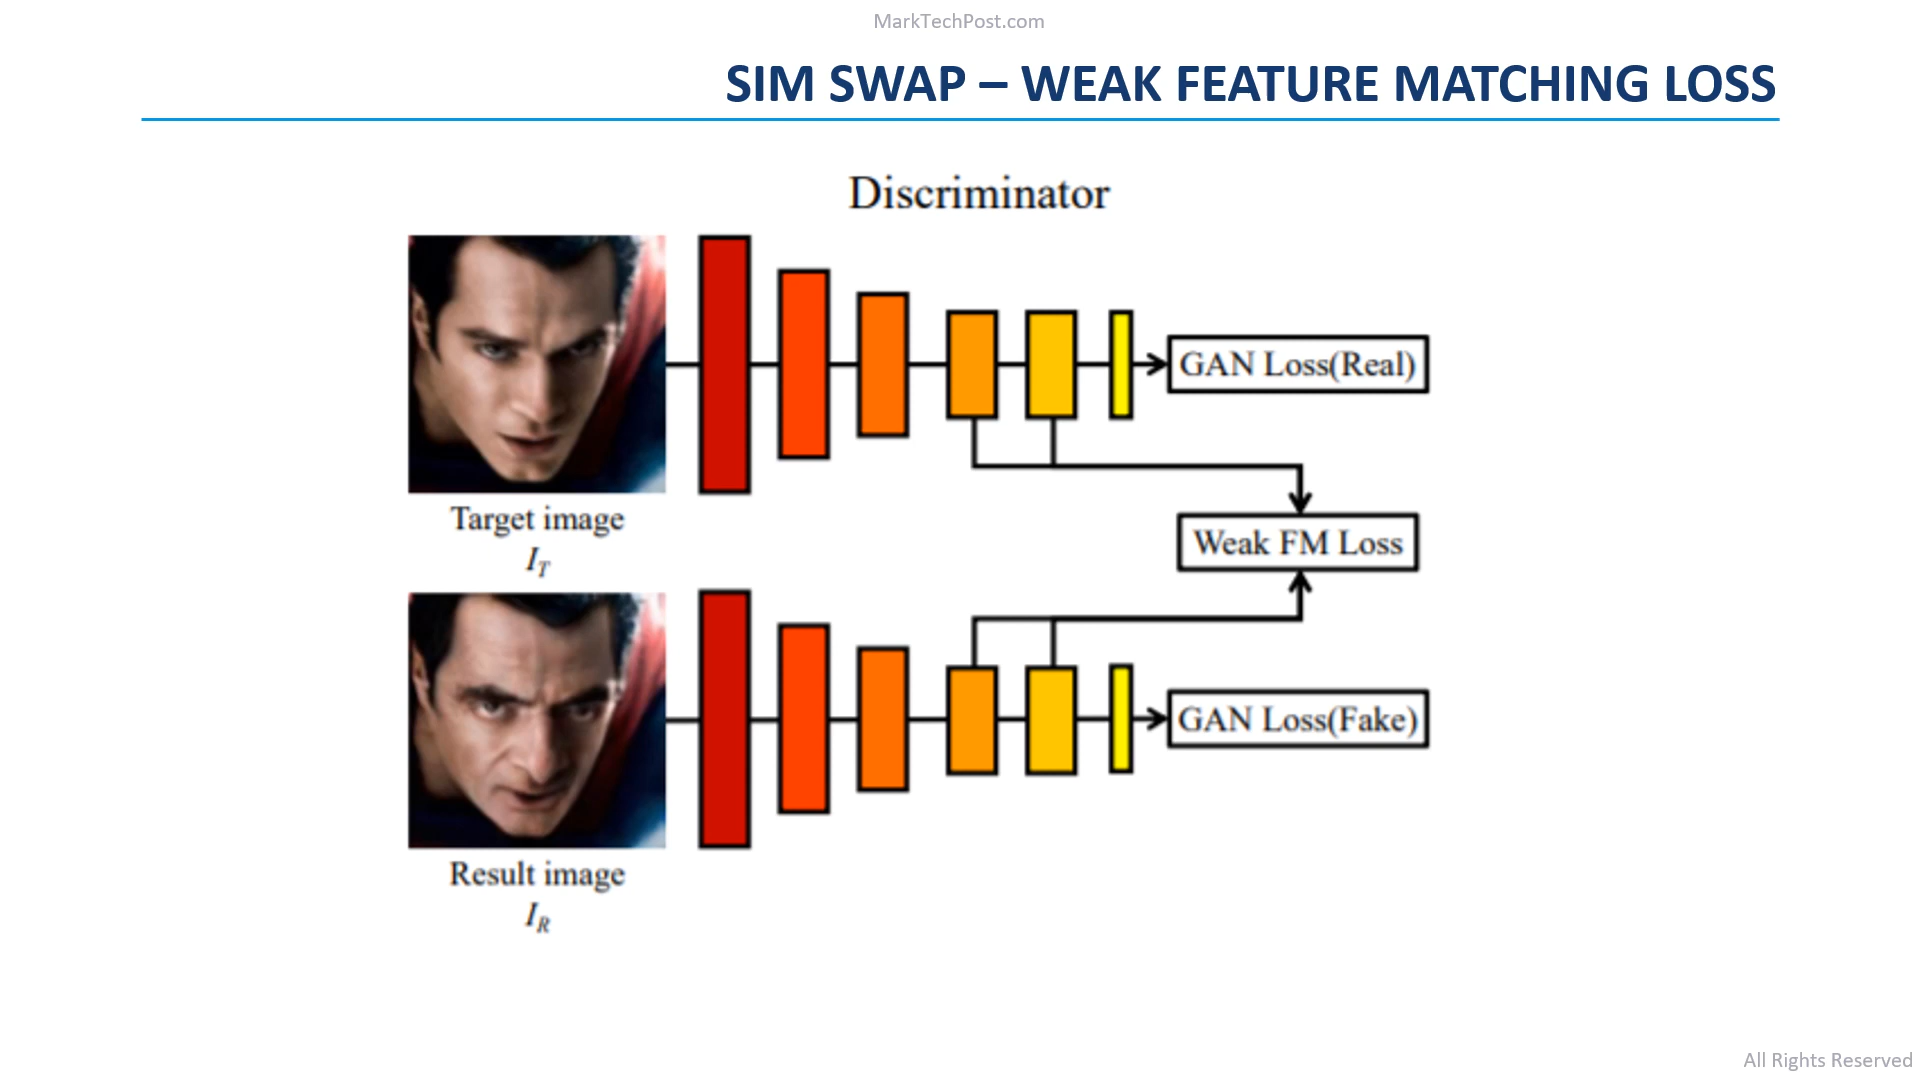 MarkTechPost.com
SIM SWAP – WEAK FEATURE MATCHING LOSS
Discriminator
GAN Loss(Real)
Target image
I_T
Weak FM Loss
GAN Loss(Fake)
Result image
I_R
All Rights Reserved